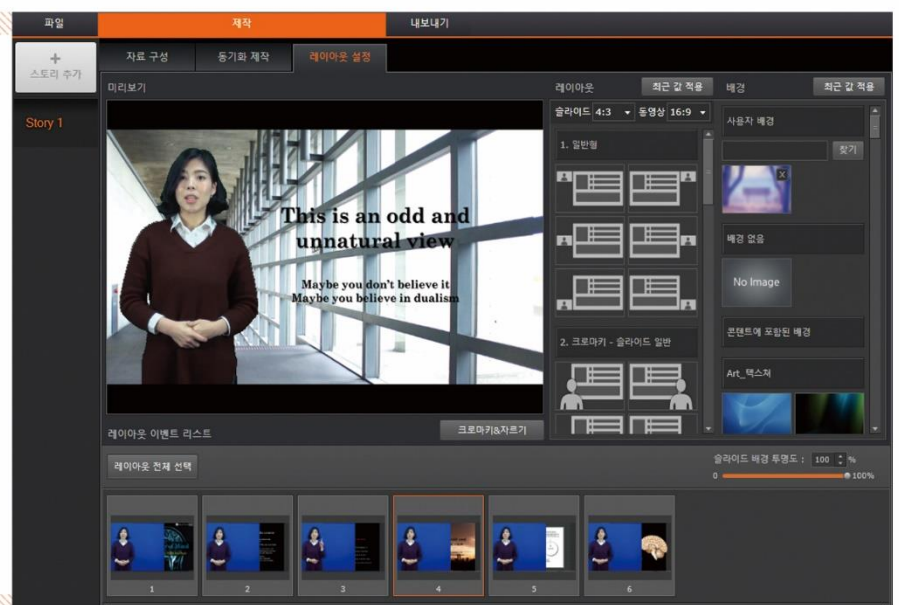 파일 제작 내보내기
+
스토리 추가
Story 1
자료 구성 동기화 제작 레이아웃 설정
미리보기
This is an odd and
unnatural view
Maybe you don't believe it
Maybe you believe in dualism
레이아웃 최근 값 적용
슬라이드 4:3 동영상 16:9
1. 일반형
2. 크로마키 - 슬라이드 일반
배경 최근 값 적용
사용자 배경
찾기
X
배경 없음
No Image
콘텐트에 포함된 배경
Art_텍스쳐
레이아웃 이벤트 리스트 크로마키&자르기
레이아웃 전체 선택
슬라이드 배경 투명도 : 100 %
0 100%
1 2 3 4 5 6